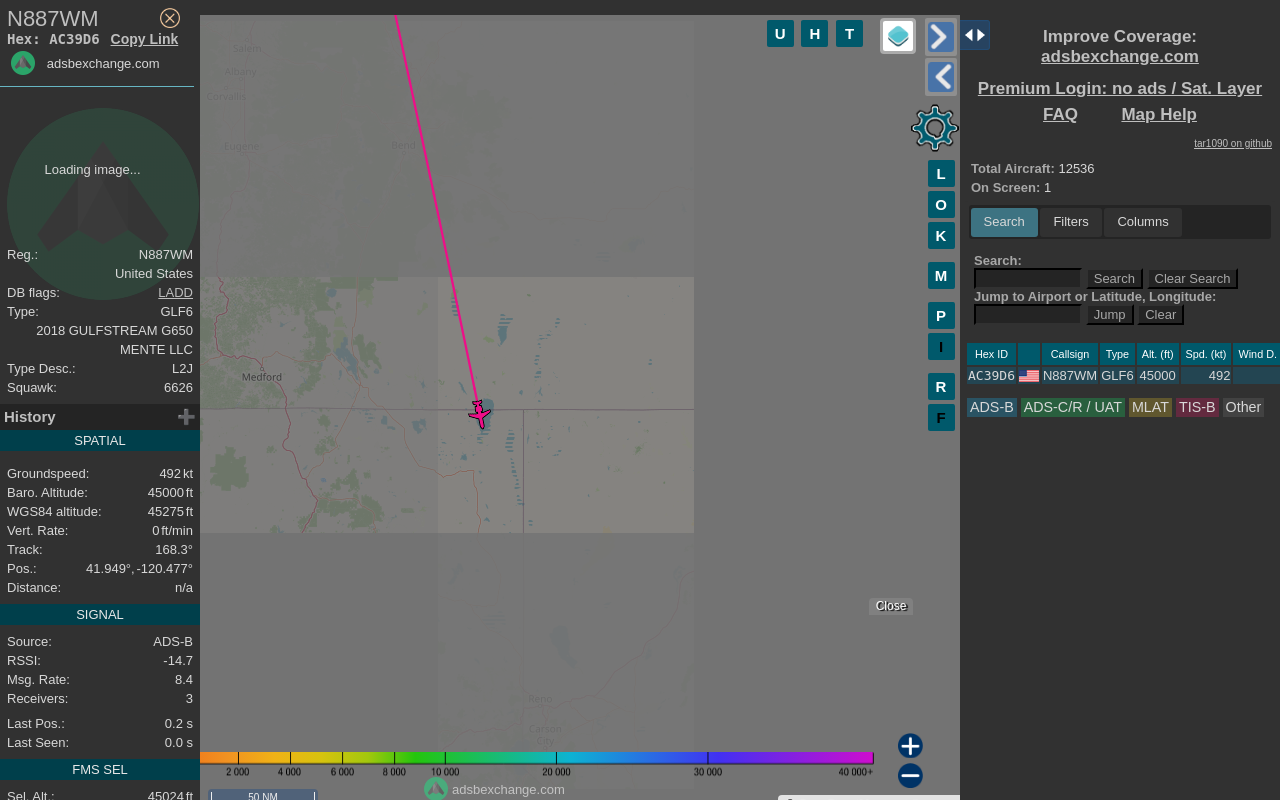 N887WM
Hex: AC39D6 Copy Link
adsbexchange.com
Loading image...
Reg.: N887WM
United States
DB flags: LADD
Type: GLF6
2018 GULFSTREAM G650
MENTE LLC
Type Desc.: L2J
Squawk: 6626
History
SPATIAL
Groundspeed: 492 kt
Baro. Altitude: 45000 ft
WGS84 altitude: 45275 ft
Vert. Rate: 0 ft/min
Track: 168.3°
Pos.: 41.949°, -120.477°
Distance: n/a
SIGNAL
Source: ADS-B
RSSI: -14.7
Msg. Rate: 8.4
Receivers: 3
Last Pos.: 0.2 s
Last Seen: 0.0 s
FMS SEL
Sel. Alt.: 45024 ft
Salem
Albany
Corvallis
Eugene
Bend
Medford
Reno
Carson
City
U H T
L
O
K
M
P
I
R
F
Close
2 000 4 000 6 000 8 000 10 000 20 000 30 000 40 000+
50 NM
adsbexchange.com
Improve Coverage:
adsbexchange.com
Premium Login: no ads / Sat. Layer
FAQ Map Help
tar1090 on github
Total Aircraft: 12536
On Screen: 1
Search Filters Columns
Search:
Search Clear Search
Jump to Airport or Latitude, Longitude:
Jump Clear
Hex ID Callsign Type Alt. (ft) Spd. (kt) Wind D.
AC39D6 N887WM GLF6 45000 492
ADS-B ADS-C/R / UAT MLAT TIS-B Other